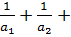 1/a₁ + 1/a₂ +